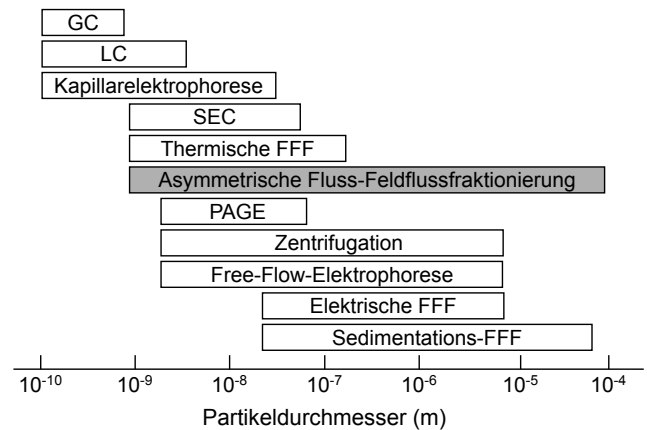 GC
LC
Kapillarelektrophorese
SEC
Thermische FFF
Asymmetrische Fluss-Feldflussfraktionierung
PAGE
Zentrifugation
Free-Flow-Elektrophorese
Elektrische FFF
Sedimentations-FFF
10⁻¹⁰ 10⁻⁹ 10⁻⁸ 10⁻⁷ 10⁻⁶ 10⁻⁵ 10⁻⁴
Partikeldurchmesser (m)